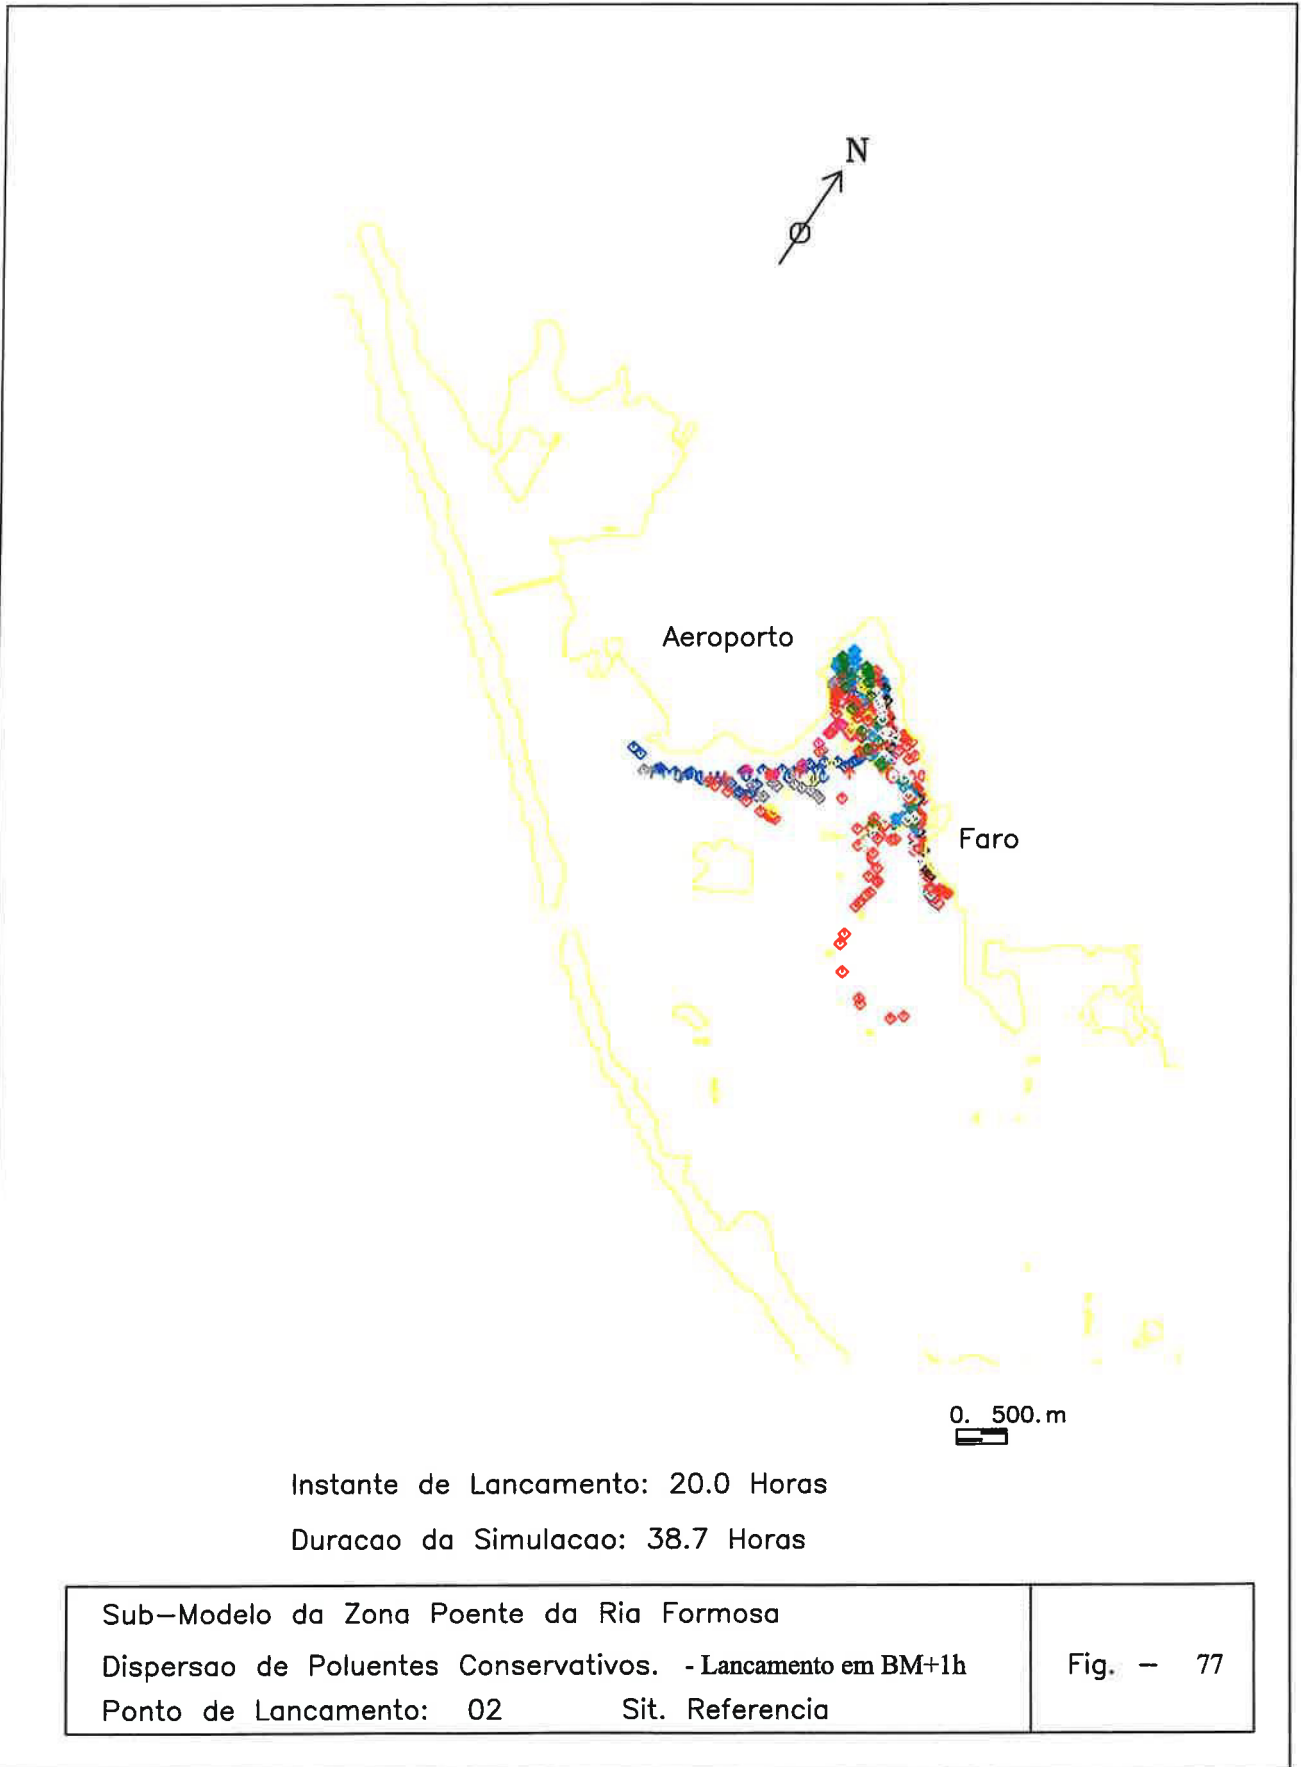 N
Aeroporto
Faro
0. 500.m
Instante de Lancamento: 20.0 Horas
Duracao da Simulacao: 38.7 Horas
Sub-Modelo da Zona Poente da Ria Formosa
Dispersao de Poluentes Conservativos. - Lancamento em BM+1h
Ponto de Lancamento: 02 Sit. Referencia
Fig. - 77